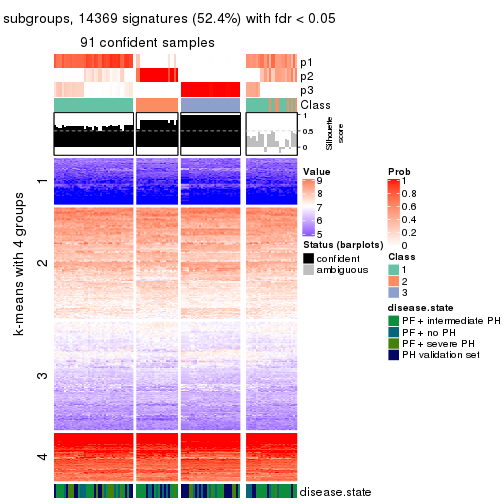 subgroups, 14369 signatures (52.4%) with fdr < 0.05
91 confident samples
p1
p2
p3
Class
1
0.5
0
Silhouette
score
k-means with 4 groups
1
2
3
4
disease.state
Value
9
8
7
6
5
Status (barplots)
confident
ambiguous
Prob
1
0.8
0.6
0.4
0.2
0
Class
1
2
3
disease.state
PF + intermediate PH
PF + no PH
PF + severe PH
PH validation set